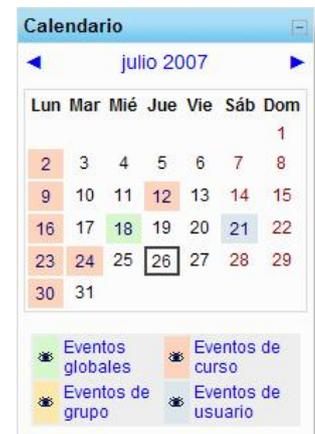 Calendario
◄ julio 2007 ►
Lun Mar Mié Jue Vie Sáb Dom
1
2 3 4 5 6 7 8
9 10 11 12 13 14 15
16 17 18 19 20 21 22
23 24 25 26 27 28 29
30 31
Eventos globales
Eventos de curso
Eventos de grupo
Eventos de usuario